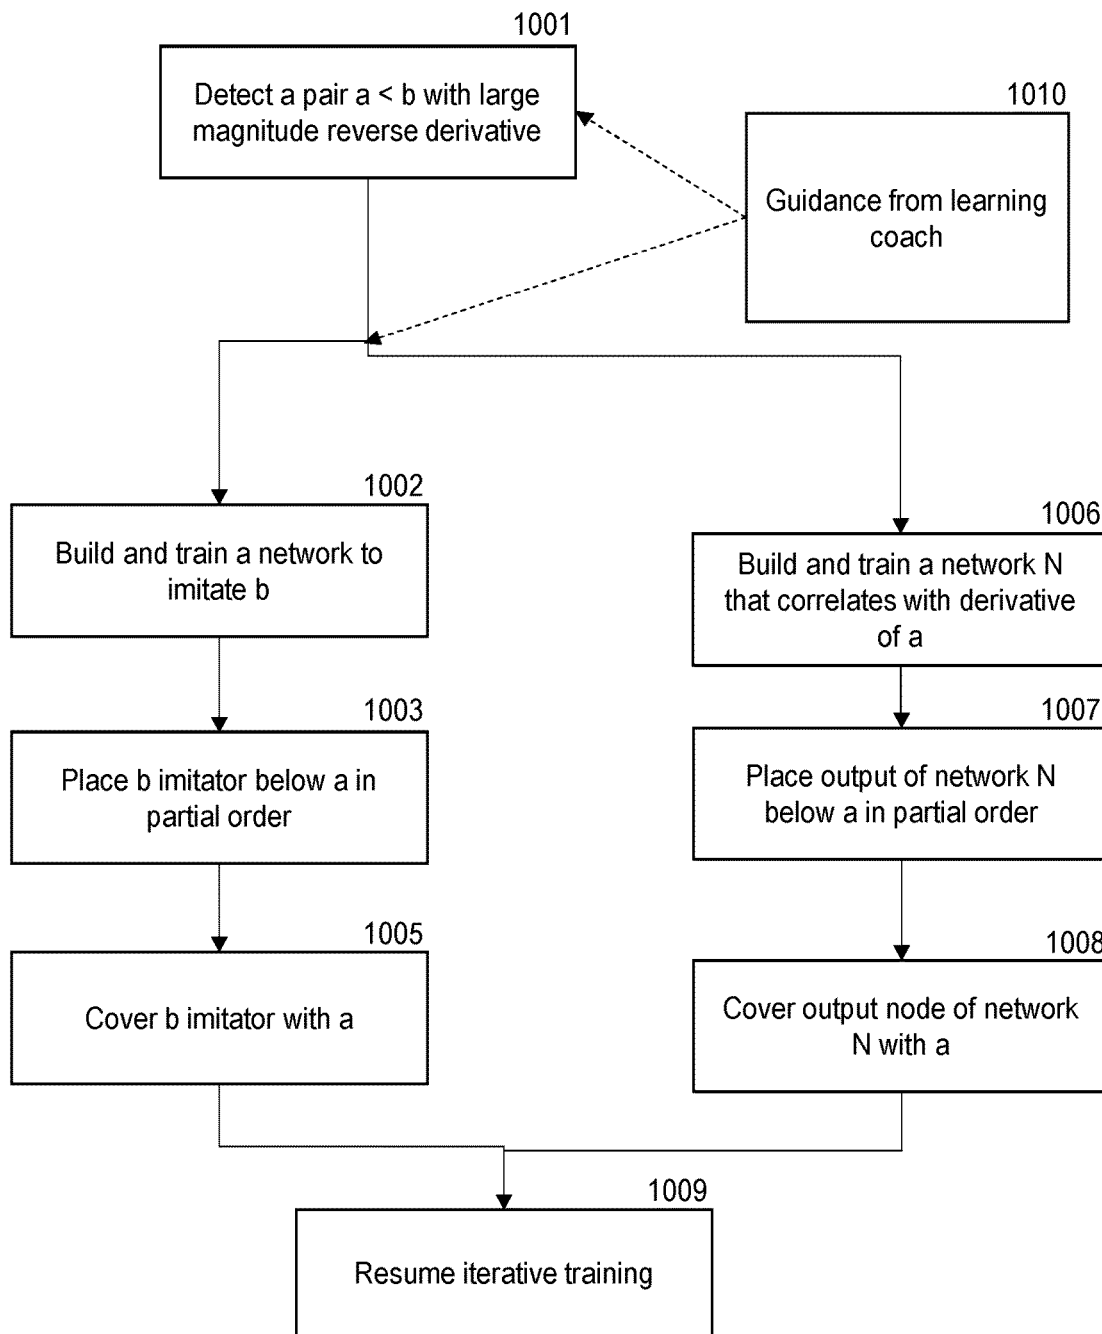 1001
Detect a pair a < b with large
magnitude reverse derivative
1010
Guidance from learning
coach
1002
Build and train a network to
imitate b
1003
Place b imitator below a in
partial order
1005
Cover b imitator with a
1006
Build and train a network N
that correlates with derivative
of a
1007
Place output of network N
below a in partial order
1008
Cover output node of network
N with a
1009
Resume iterative training